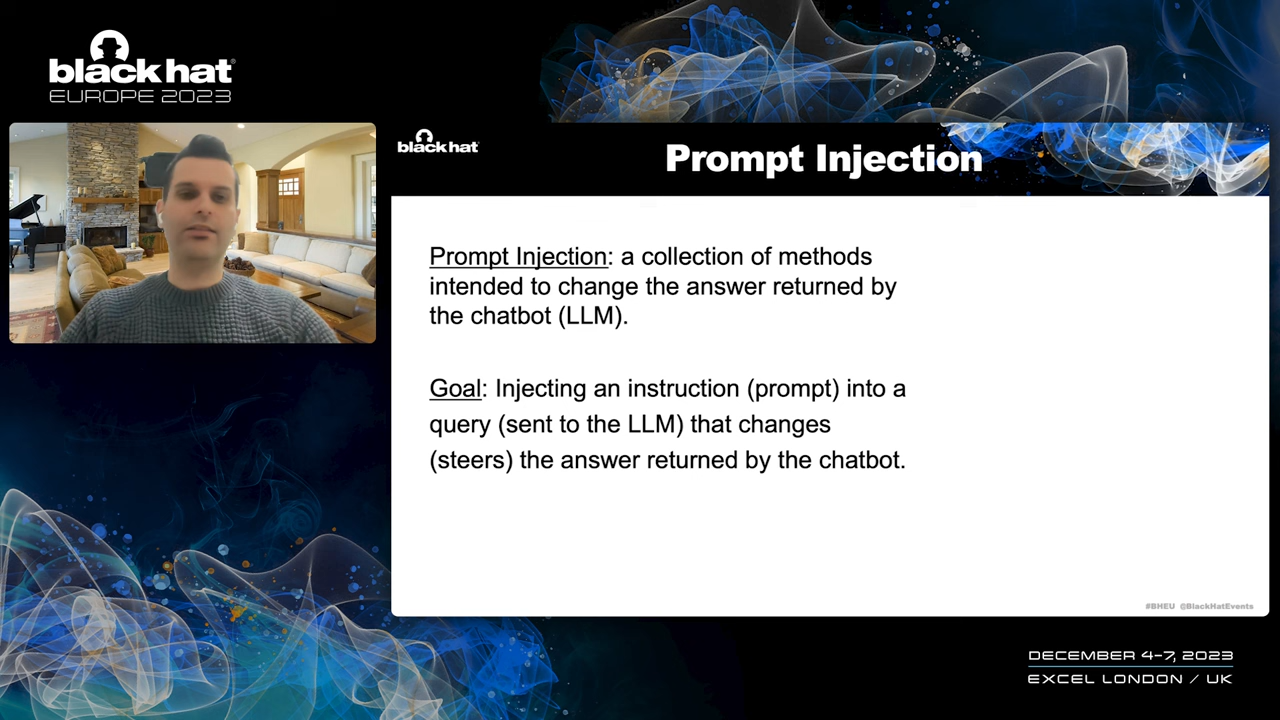 black hat
EUROPE 2023
black hat
Prompt Injection
Prompt Injection: a collection of methods
intended to change the answer returned by
the chatbot (LLM).
Goal: Injecting an instruction (prompt) into a
query (sent to the LLM) that changes
(steers) the answer returned by the chatbot.
#BHEU @BlackHatEvents
DECEMBER 4-7, 2023
EXCEL LONDON / UK